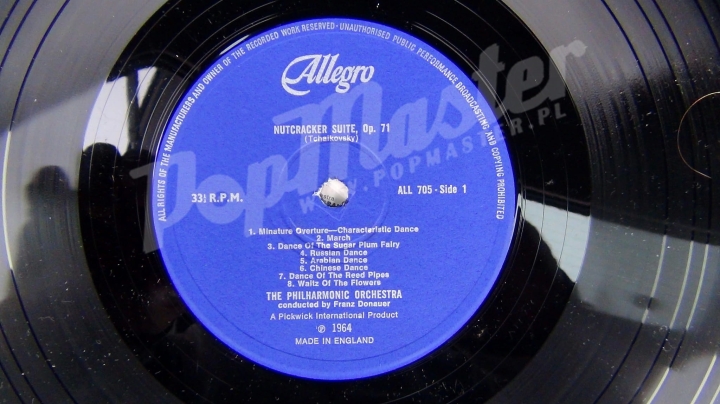 ALL RIGHTS OF THE MANUFACTURERS AND OWNER OF THE RECORDED WORK RESERVED · UNAUTHORISED PUBLIC PERFORMANCE BROADCASTING AND COPYING PROHIBITED
Allegro
NUTCRACKER SUITE, Op. 71
(Tchaikovsky)
33⅓ R.P.M.
ALL 705 - Side 1
1. Minature Overture—Characteristic Dance
2. March
3. Dance Of The Sugar Plum Fairy
4. Russian Dance
5. Arabian Dance
6. Chinese Dance
7. Dance Of The Reed Pipes
8. Waltz Of The Flowers
THE PHILHARMONIC ORCHESTRA
conducted by Franz Donauer
A Pickwick International Product
℗ 1964
MADE IN ENGLAND
PopMaster
WWW.POPMASTER.PL